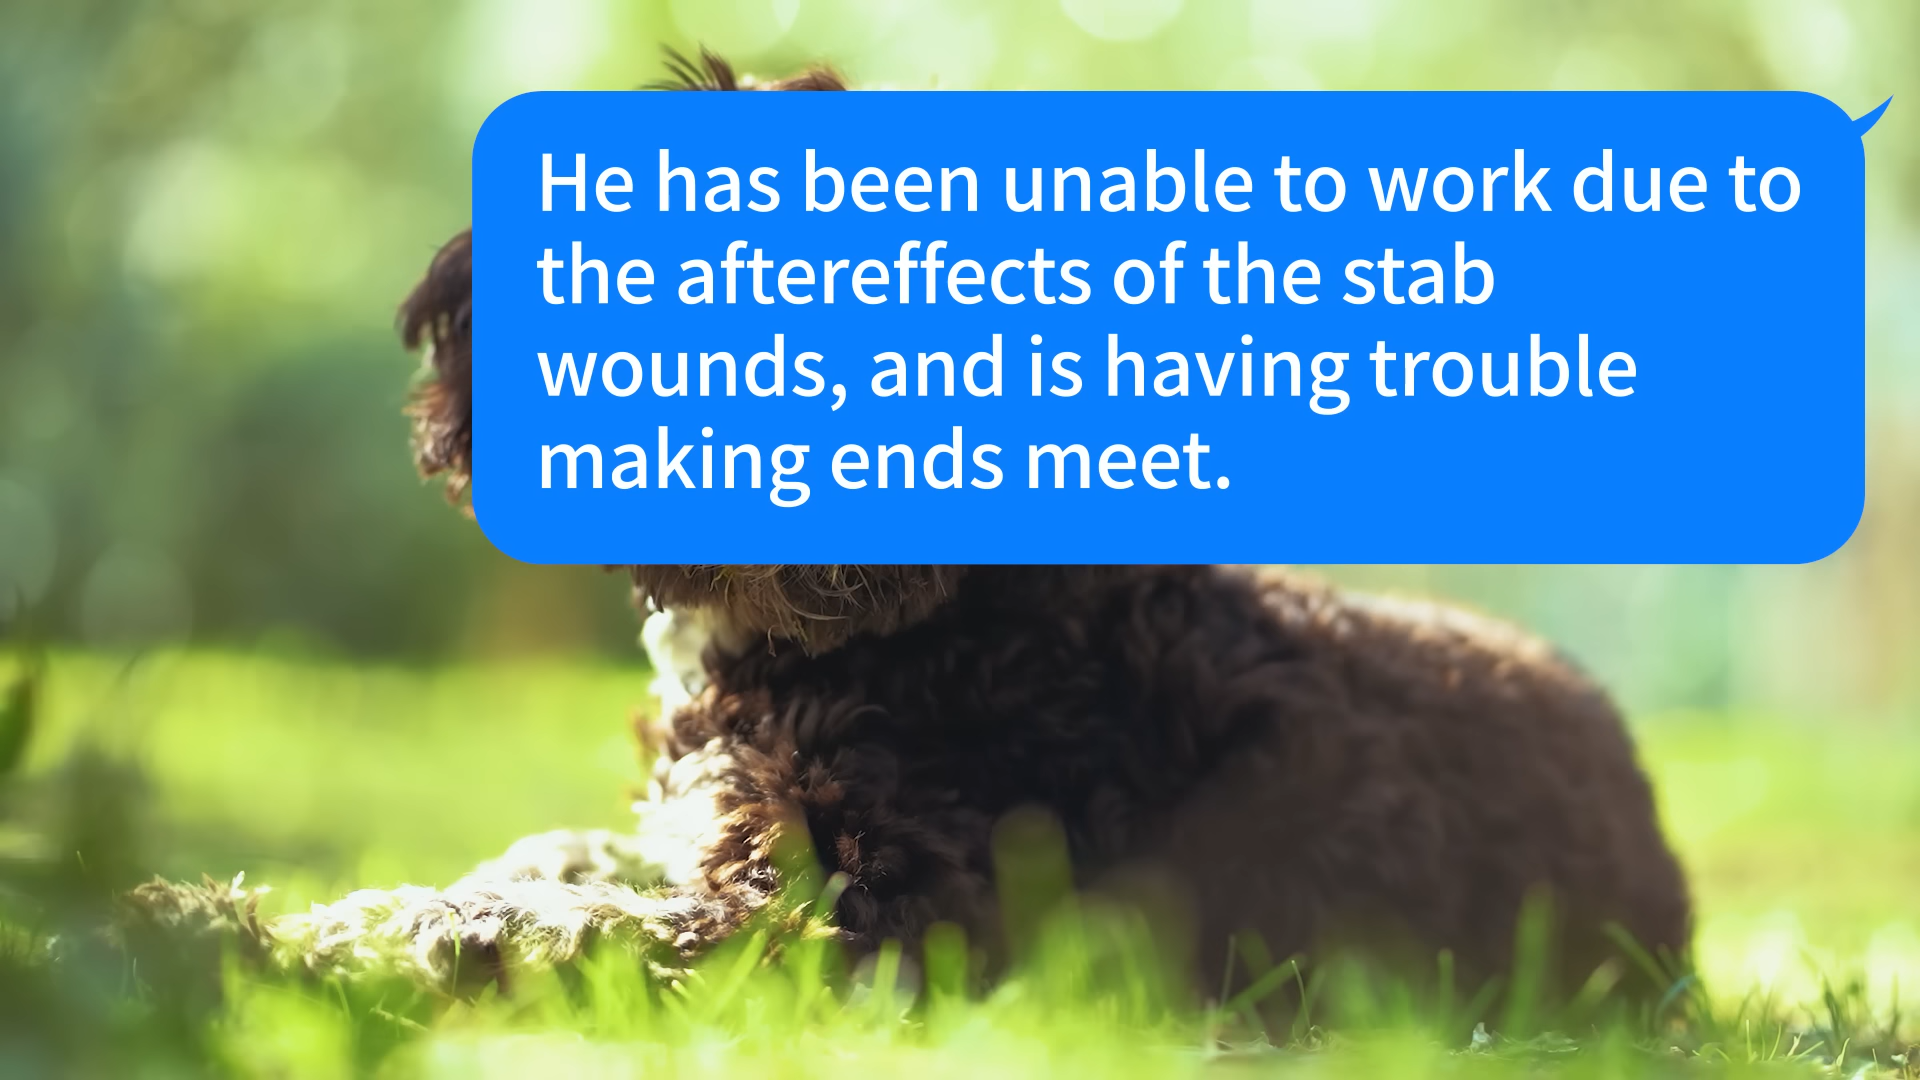 He has been unable to work due to
the aftereffects of the stab
wounds, and is having trouble
making ends meet.